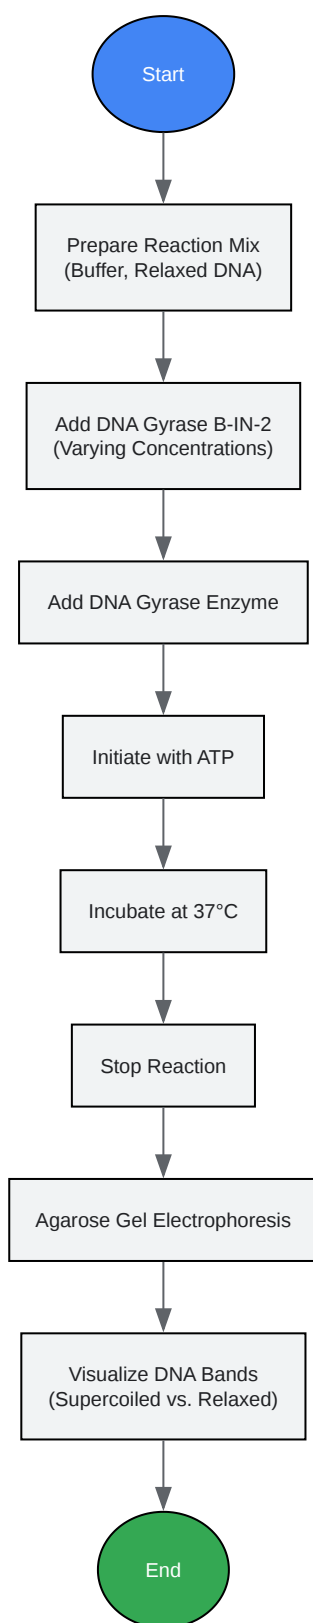 Start
Prepare Reaction Mix
(Buffer, Relaxed DNA)
Add DNA Gyrase B-IN-2
(Varying Concentrations)
Add DNA Gyrase Enzyme
Initiate with ATP
Incubate at 37°C
Stop Reaction
Agarose Gel Electrophoresis
Visualize DNA Bands
(Supercoiled vs. Relaxed)
End